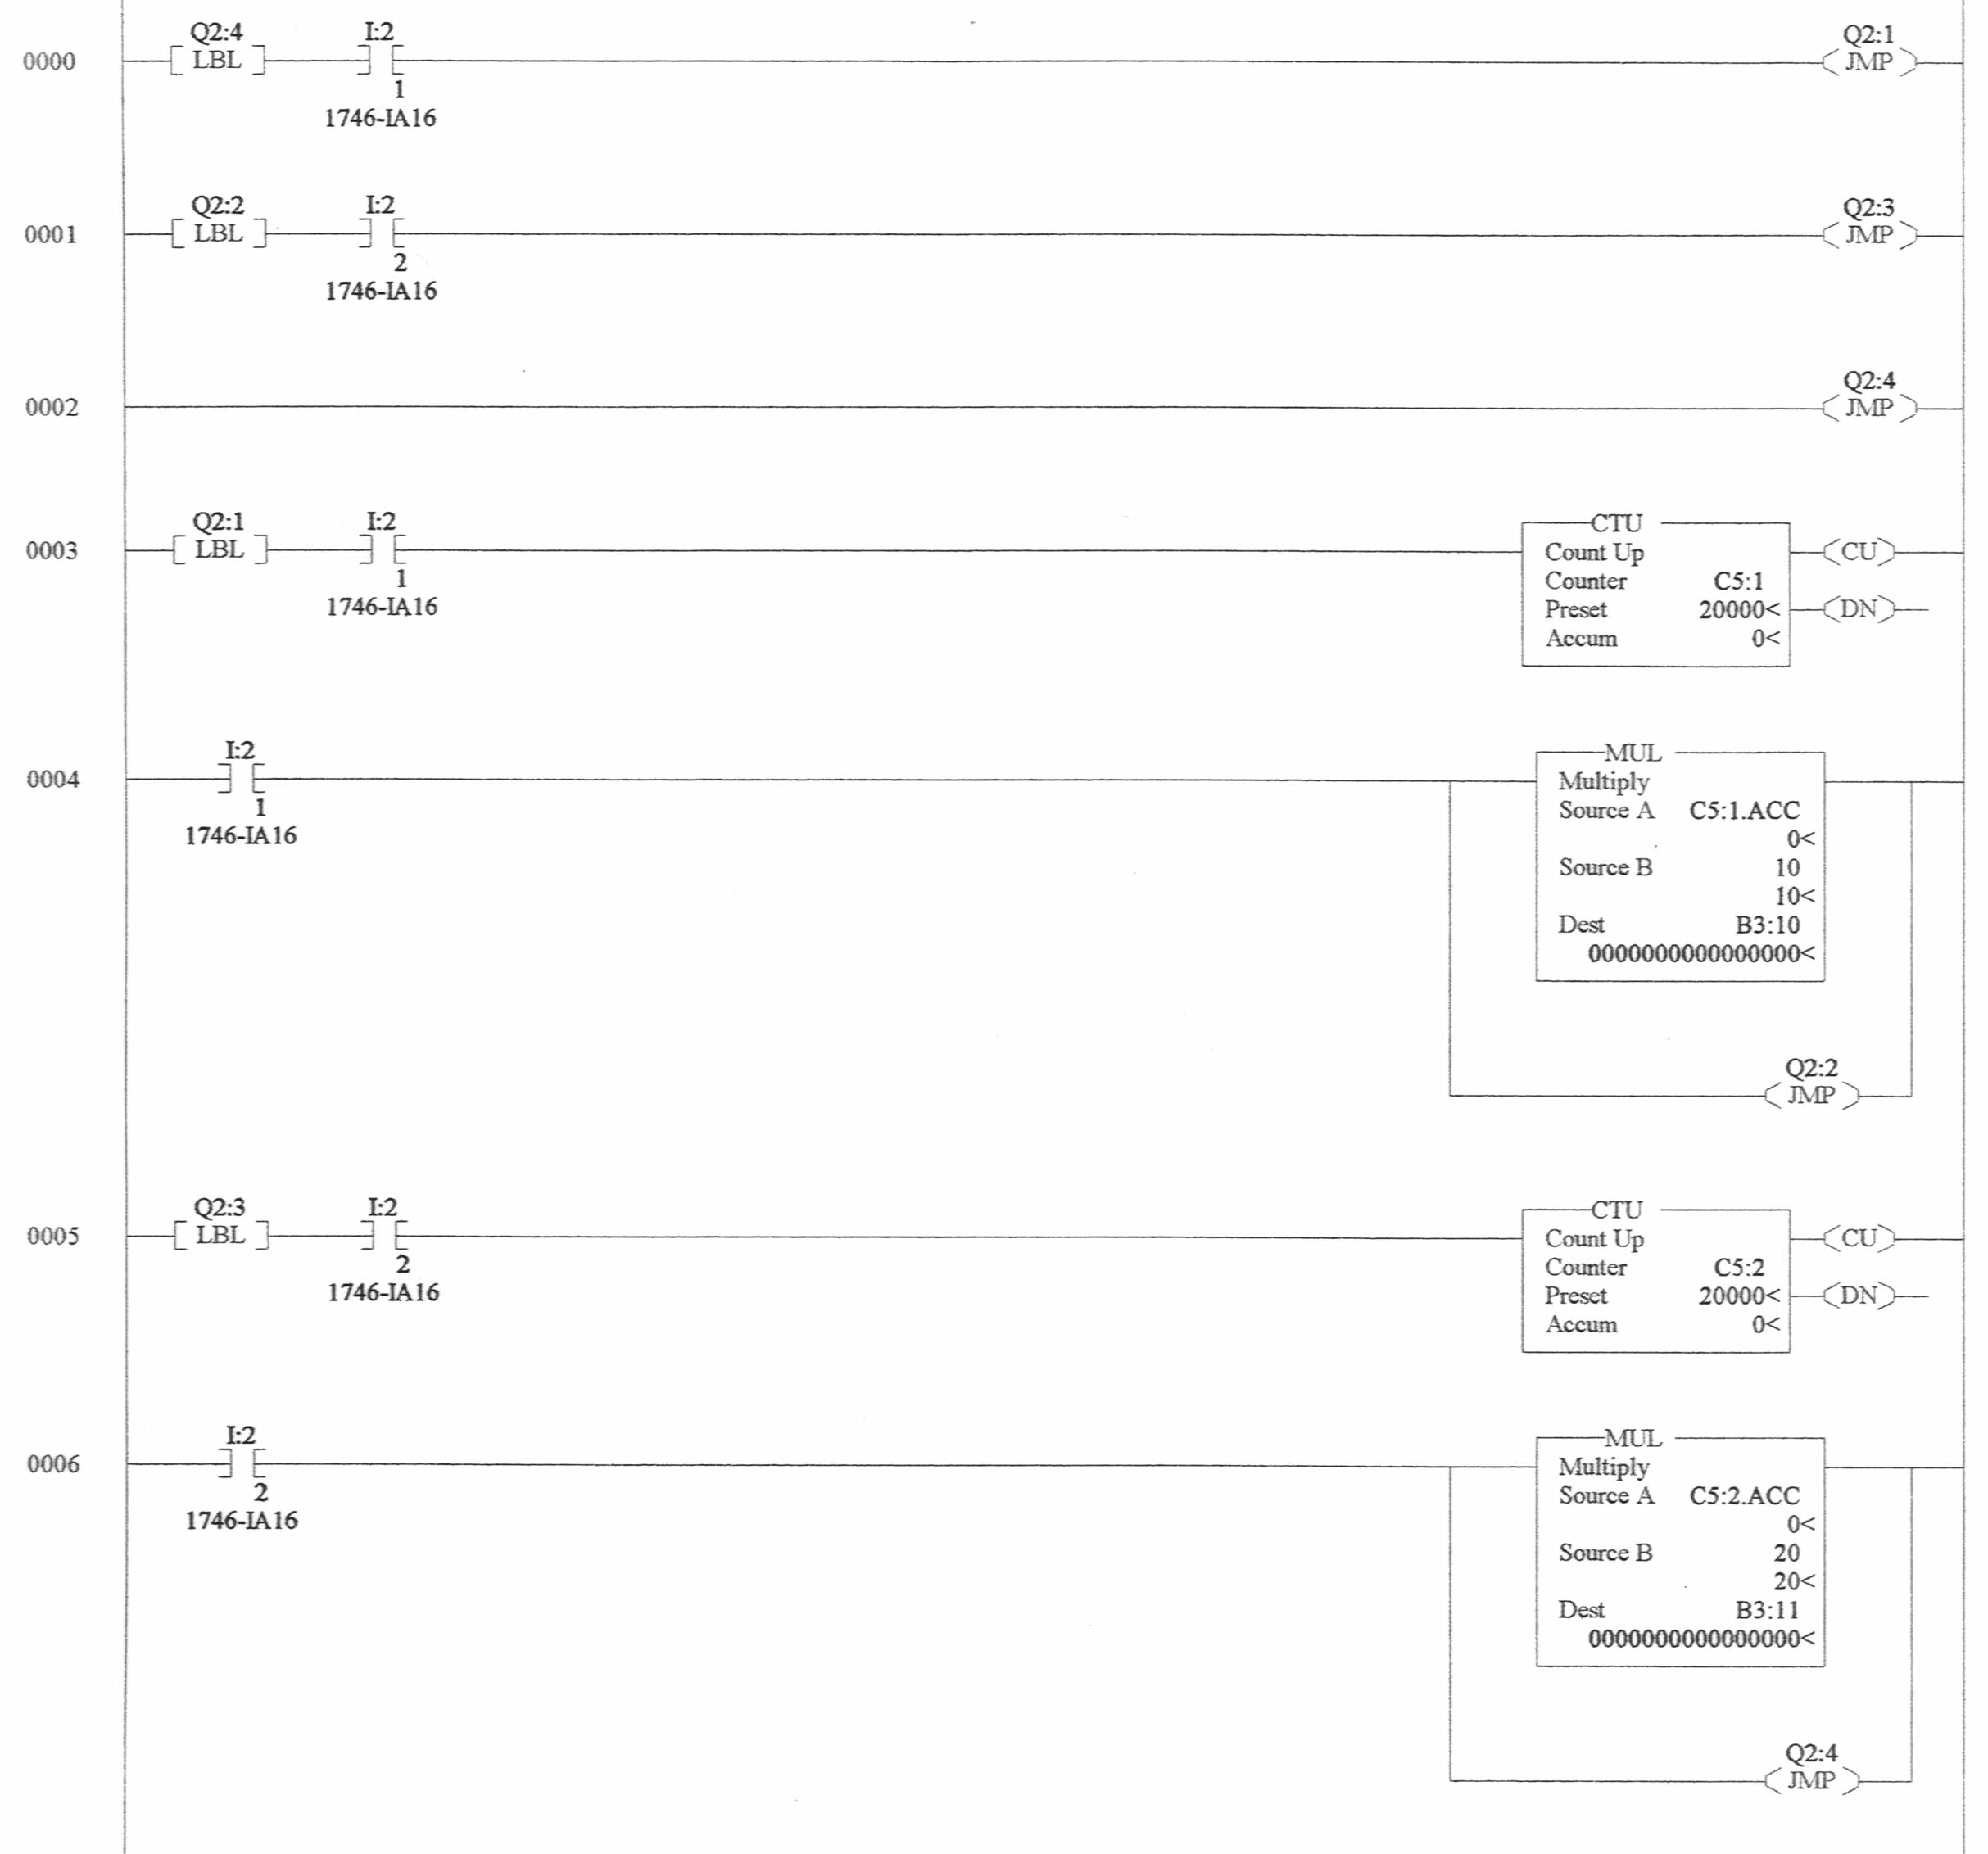 Q2:4 I:2 Q2:1
0000 LBL JMP
1
1746-IA16
Q2:2 I:2 Q2:3
0001 LBL JMP
2
1746-IA16
Q2:4
0002 JMP
Q2:1 I:2
0003 LBL
1
1746-IA16
CTU
Count Up CU
Counter C5:1
Preset 20000< DN
Accum 0<
I:2
0004
1
1746-IA16
MUL
Multiply
Source A C5:1.ACC
0<
Source B 10
10<
Dest B3:10
0000000000000000<
Q2:2
JMP
Q2:3 I:2
0005 LBL
2
1746-IA16
CTU
Count Up CU
Counter C5:2
Preset 20000< DN
Accum 0<
I:2
0006
2
1746-IA16
MUL
Multiply
Source A C5:2.ACC
0<
Source B 20
20<
Dest B3:11
0000000000000000<
Q2:4
JMP